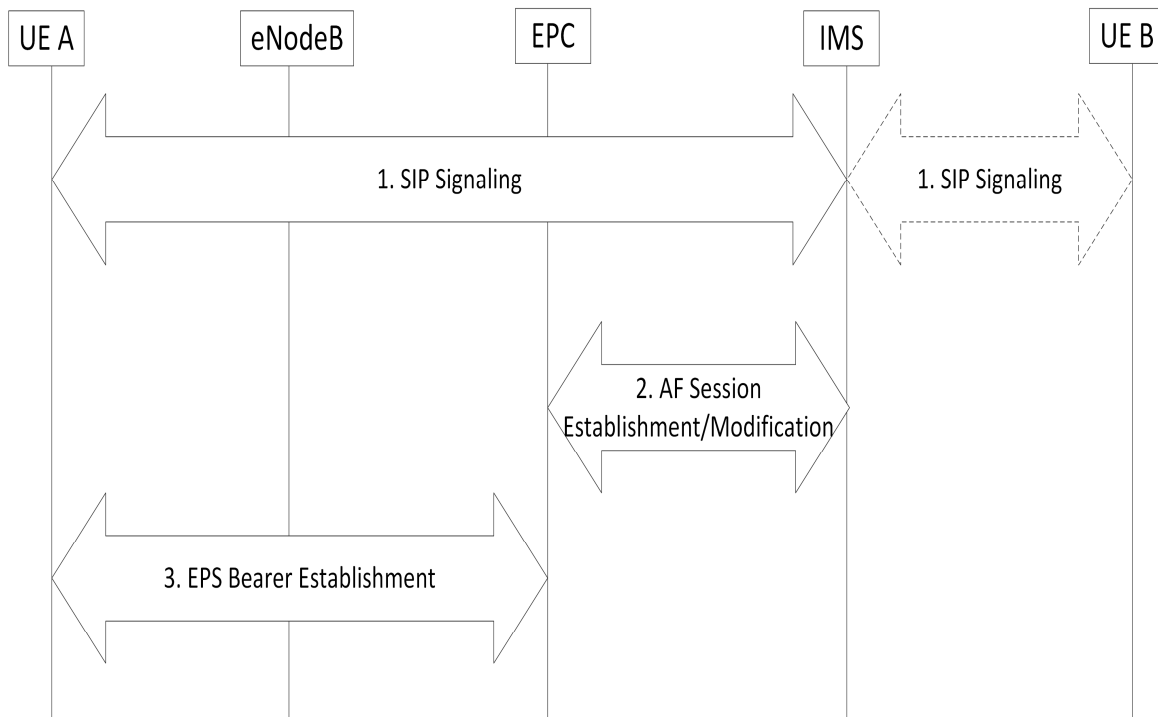 UE A
eNodeB
EPC
IMS
UE B
1. SIP Signaling
1. SIP Signaling
2. AF Session
Establishment/Modification
3. EPS Bearer Establishment